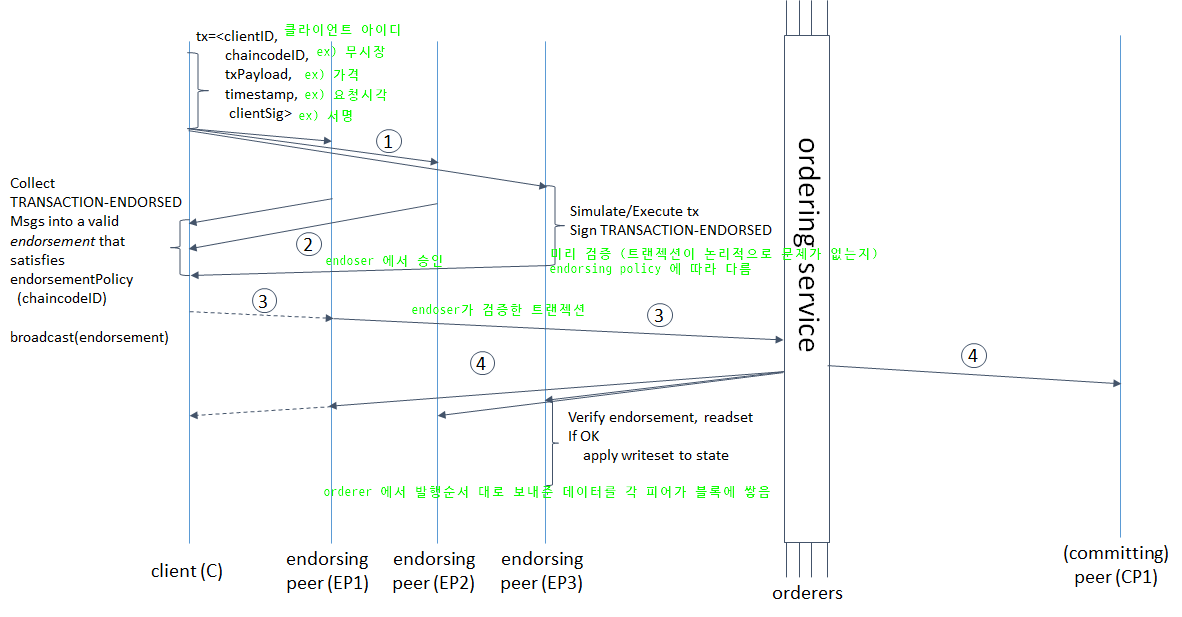 tx=<clientID, 클라이언트 아이디
chaincodeID, ex) 무시장
txPayload, ex) 가격
timestamp, ex) 요청시각
clientSig> ex) 서명
1
Collect
TRANSACTION-ENDORSED
Msgs into a valid
endorsement that
satisfies
endorsementPolicy
(chaincodeID)
broadcast(endorsement)
Simulate/Execute tx
Sign TRANSACTION-ENDORSED
미리 검증 (트랜젝션이 논리적으로 문제가 없는지)
endorsing policy 에 따라 다름
2
endoser 에서 승인
3
endoser가 검증한 트랜젝션
3
ordering service
4
4
Verify endorsement, readset
If OK
apply writeset to state
orderer 에서 발행순서 대로 보내준 데이터를 각 피어가 블록에 쌓음
client (C)
endorsing
peer (EP1)
endorsing
peer (EP2)
endorsing
peer (EP3)
orderers
(committing)
peer (CP1)